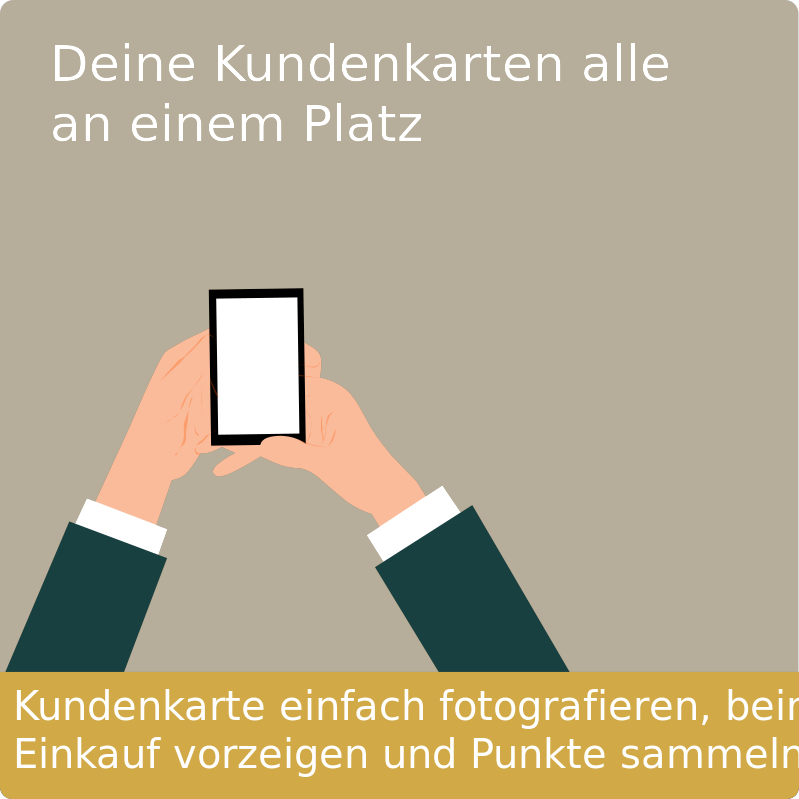 Deine Kundenkarten alle
an einem Platz
Kundenkarte einfach fotografieren,
Einkauf vorzeigen und Punkte sammeln